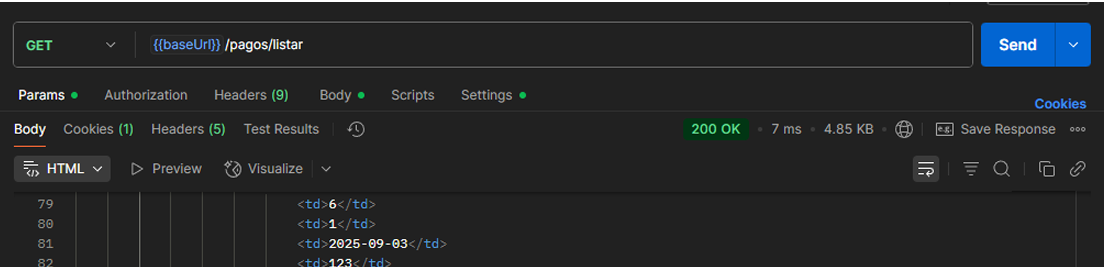 GET {{baseUrl}} /pagos/listar Send
Params Authorization Headers (9) Body Scripts Settings Cookies
Body Cookies (1) Headers (5) Test Results 200 OK 7 ms 4.85 KB e.g. Save Response
HTML Preview Visualize
79 <td>6</td>
80 <td>1</td>
81 <td>2025-09-03</td>
82 <td>123</td>